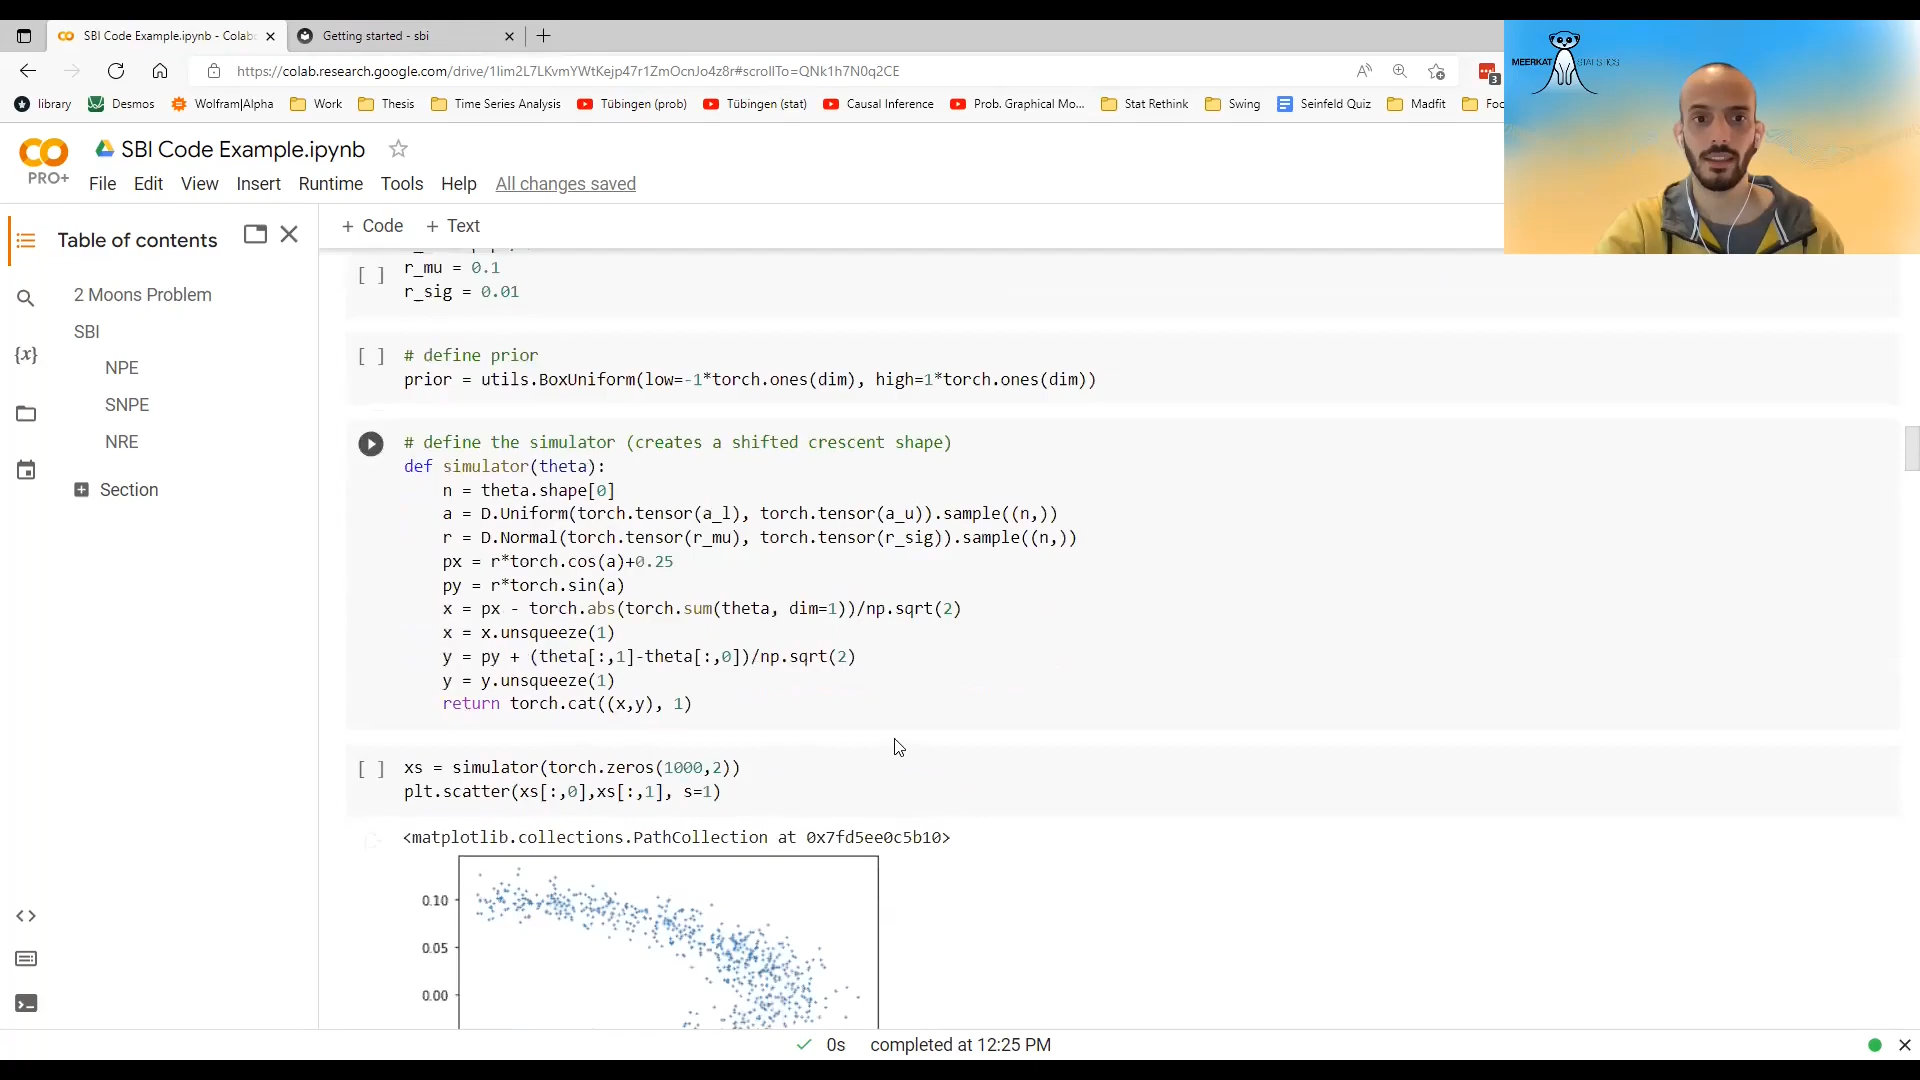 SBI Code Example.ipynb - Colab
Getting started - sbi
https://colab.research.google.com/drive/1Iim2L7LKvmYWtKejp47r1ZmOcnJo4z8r#scrollTo=QNk1h7N0q2CE
3
library
Desmos
Wolfram|Alpha
Work
Thesis
Time Series Analysis
Tübingen (prob)
Tübingen (stat)
Causal Inference
Prob. Graphical Mo...
Stat Rethink
Swing
Seinfeld Quiz
Madfit
Foo
MEERKAT STATISTICS
PRO+
SBI Code Example.ipynb
File Edit View Insert Runtime Tools Help All changes saved
Table of contents
2 Moons Problem
SBI
NPE
SNPE
NRE
Section
{x}
+ Code + Text
[ ]
r_mu = 0.1
r_sig = 0.01
[ ]
# define prior
prior = utils.BoxUniform(low=-1*torch.ones(dim), high=1*torch.ones(dim))
# define the simulator (creates a shifted crescent shape)
def simulator(theta):
n = theta.shape[0]
a = D.Uniform(torch.tensor(a_l), torch.tensor(a_u)).sample((n,))
r = D.Normal(torch.tensor(r_mu), torch.tensor(r_sig)).sample((n,))
px = r*torch.cos(a)+0.25
py = r*torch.sin(a)
x = px - torch.abs(torch.sum(theta, dim=1))/np.sqrt(2)
x = x.unsqueeze(1)
y = py + (theta[:,1]-theta[:,0])/np.sqrt(2)
y = y.unsqueeze(1)
return torch.cat((x,y), 1)
[ ]
xs = simulator(torch.zeros(1000,2))
plt.scatter(xs[:,0],xs[:,1], s=1)
<matplotlib.collections.PathCollection at 0x7fd5ee0c5b10>
0.10
0.05
0.00
0s completed at 12:25 PM